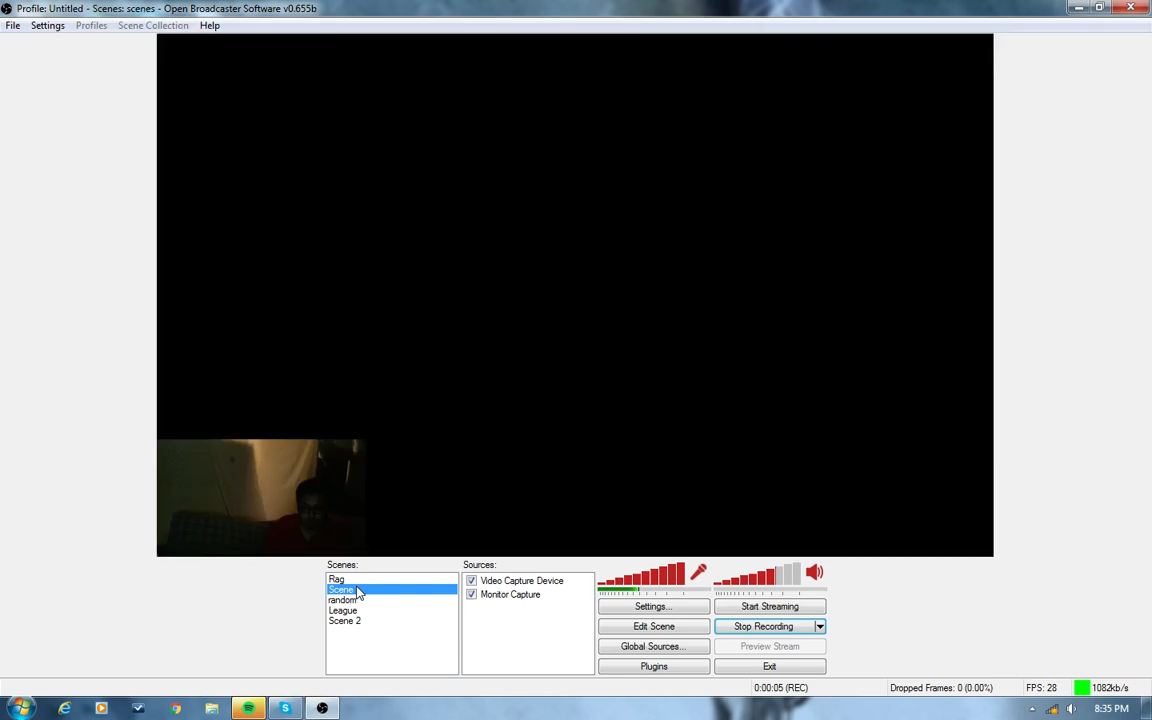 Profile: Untitled - Scenes: scenes - Open Broadcaster Software v0.655b
File Settings Profiles Scene Collection Help
Scenes:
Rag
Scene
random
League
Scene 2
Sources:
Video Capture Device
Monitor Capture
Settings...
Start Streaming
Edit Scene
Stop Recording
Global Sources...
Preview Stream
Plugins
Exit
0:00:05 (REC)
Dropped Frames: 0 (0.00%)
FPS: 28
1082kb/s
8:35 PM